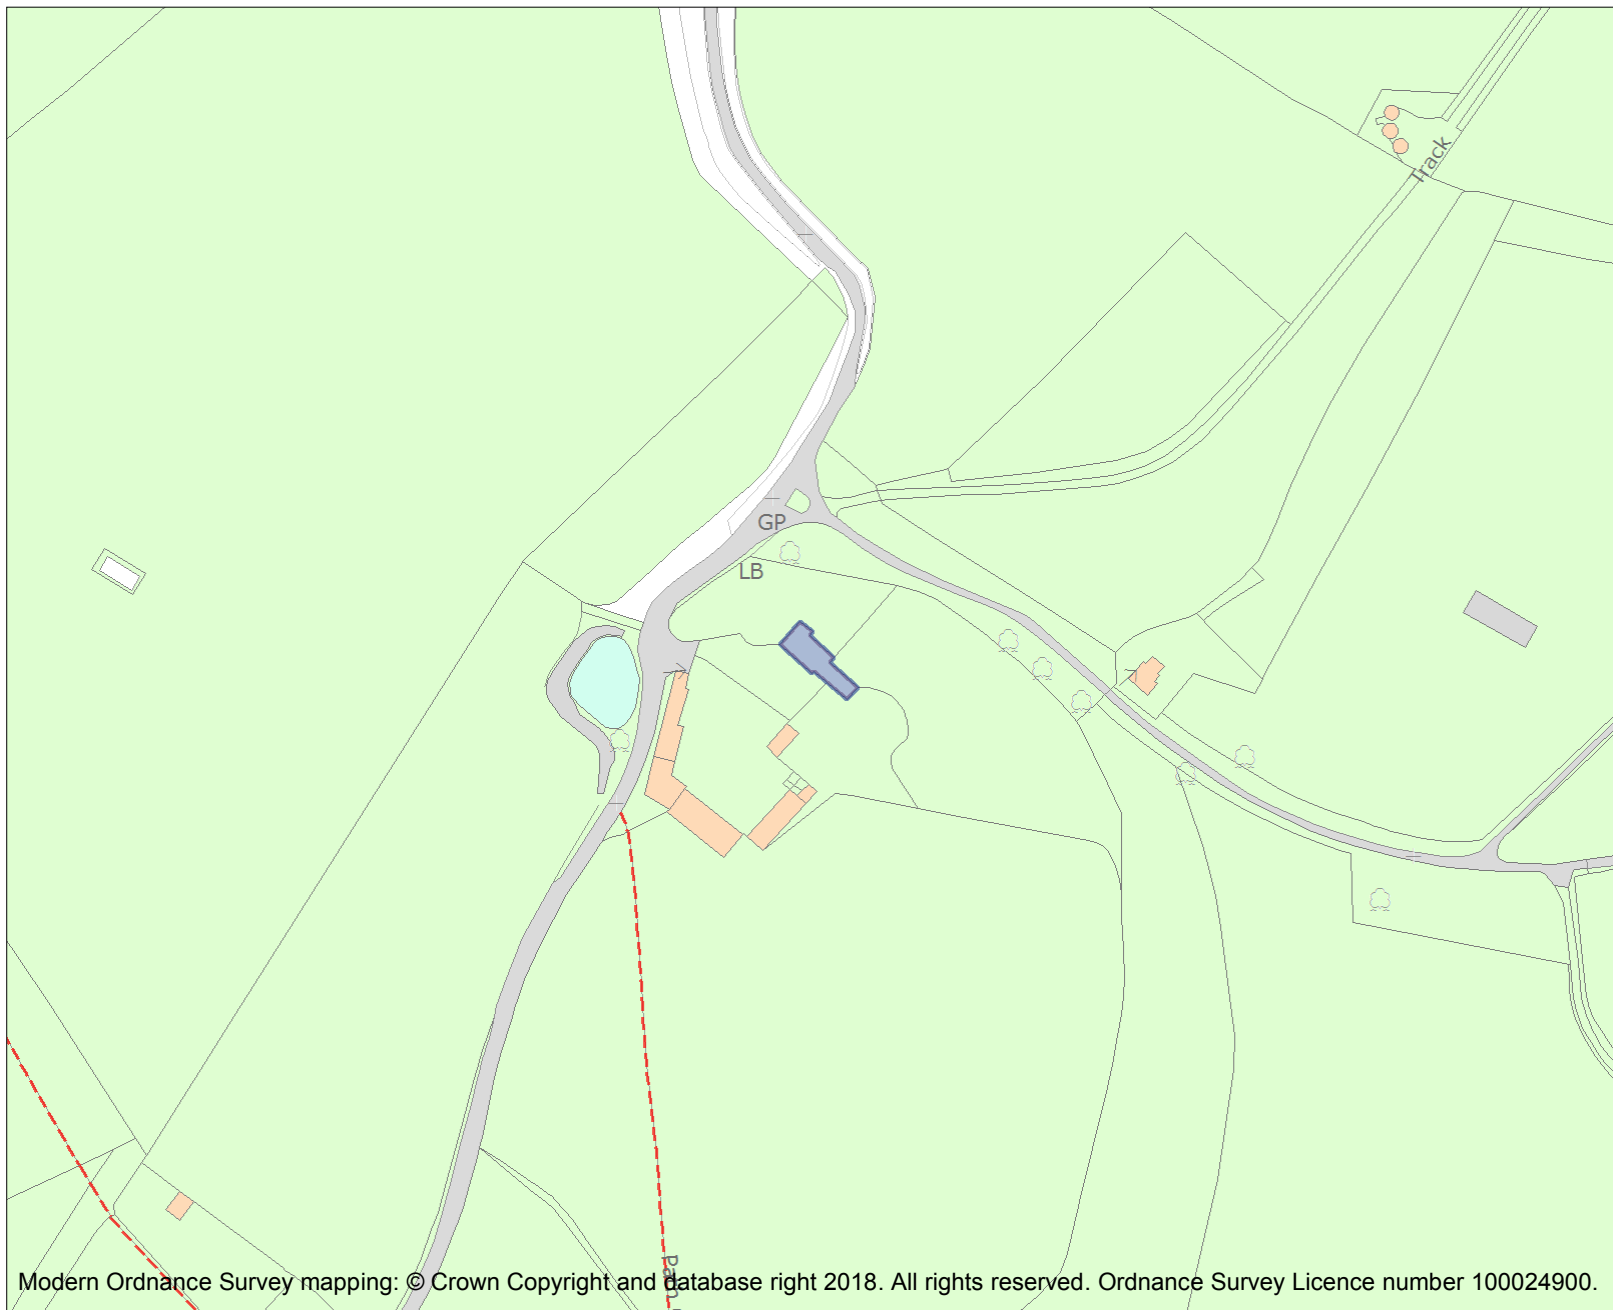 Track
GP
LB
Modern Ordnance Survey mapping: © Crown Copyright and database right 2018. All rights reserved. Ordnance Survey Licence number 100024900.